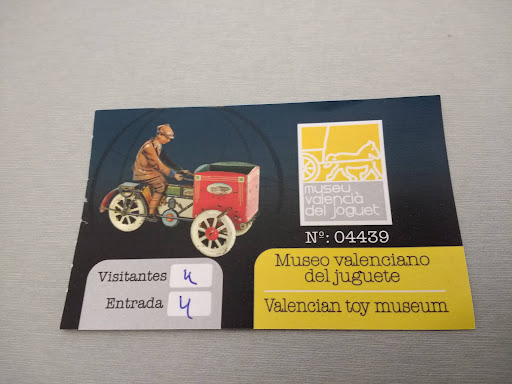 museu
valencià
del joguet
Nº: 04439
Visitantes 4
Entrada 4
Museo valenciano
del juguete
Valencian toy museum